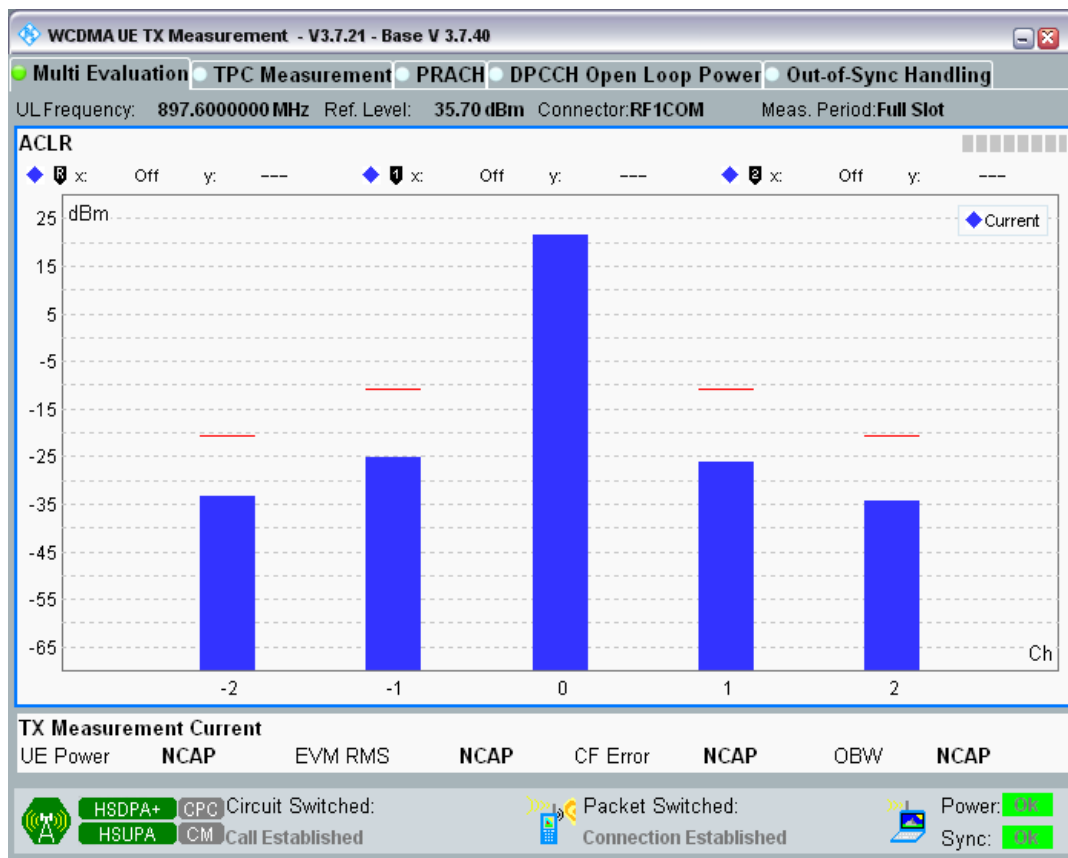 WCDMA UE TX Measurement - V3.7.21 - Base V 3.7.40
Multi Evaluation TPC Measurement PRACH DPCCH Open Loop Power Out-of-Sync Handling
UL Frequency: 897.6000000 MHz Ref. Level: 35.70 dBm Connector:RF1COM Meas. Period:Full Slot
ACLR
R x: Off y: --- 1 x: Off y: --- 2 x: Off y: ---
dBm
Current
25
15
5
-5
-15
-25
-35
-45
-55
-65
Ch
-2 -1 0 1 2
TX Measurement Current
UE Power NCAP EVM RMS NCAP CF Error NCAP OBW NCAP
HSDPA+ CPC Circuit Switched: Packet Switched: Power: OK
HSUPA CM Call Established Connection Established Sync: OK